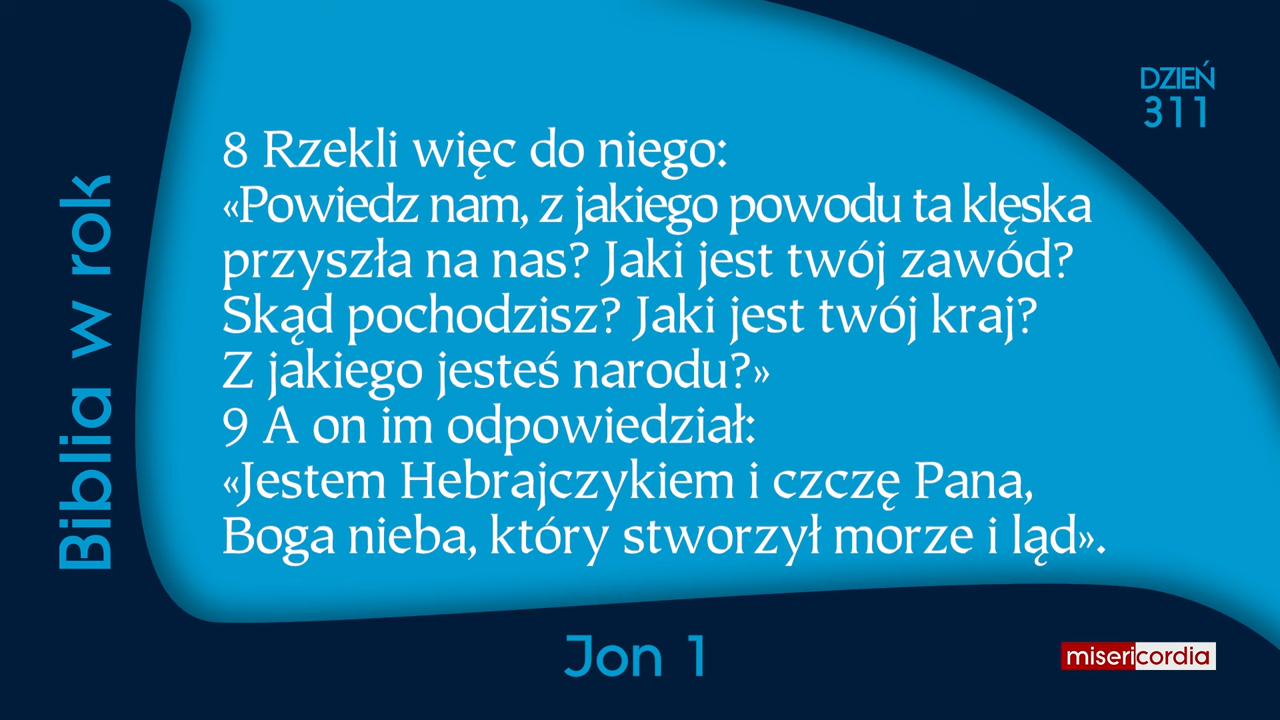 DZIEŃ
311
Biblia w rok
8 Rzekli więc do niego:
«Powiedz nam, z jakiego powodu ta klęska
przyszła na nas? Jaki jest twój zawód?
Skąd pochodzisz? Jaki jest twój kraj?
Z jakiego jesteś narodu?»
9 A on im odpowiedział:
«Jestem Hebrajczykiem i czczę Pana,
Boga nieba, który stworzył morze i ląd».
Jon 1
misericordia